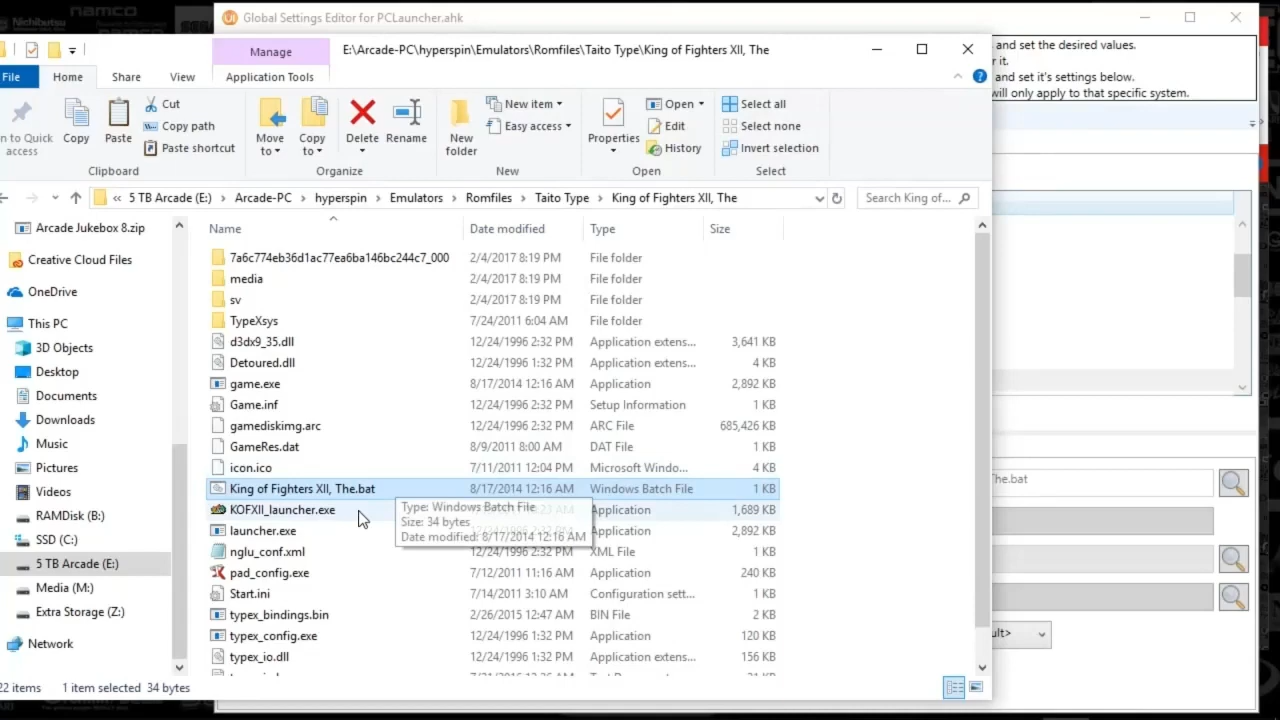 Nichibutsu
namco
Global Settings Editor for PCLauncher.ahk
Manage
E:\Arcade-PC\hyperspin\Emulators\Romfiles\Taito Type\King of Fighters XII, The
and set the desired values.
r it.
and set it's settings below.
will only apply to that specific system.
File
Home
Share
View
Application Tools
n to Quick access
Copy
Paste
Cut
Copy path
Paste shortcut
Clipboard
Move to
Copy to
Delete
Rename
Organize
New folder
New item
Easy access
New
Properties
Open
Edit
History
Open
Select all
Select none
Invert selection
Select
« 5 TB Arcade (E:) > Arcade-PC > hyperspin > Emulators > Romfiles > Taito Type > King of Fighters XII, The
Search King of...
Arcade Jukebox 8.zip
Creative Cloud Files
OneDrive
This PC
3D Objects
Desktop
Documents
Downloads
Music
Pictures
Videos
RAMDisk (B:)
SSD (C:)
5 TB Arcade (E:)
Media (M:)
Extra Storage (Z:)
Network
Name Date modified Type Size
7a6c774eb36d1ac77ea6ba146bc244c7_000 2/4/2017 8:19 PM File folder
media 2/4/2017 8:19 PM File folder
sv 2/4/2017 8:19 PM File folder
TypeXsys 7/24/2011 6:04 AM File folder
d3dx9_35.dll 12/24/1996 2:32 PM Application extens... 3,641 KB
Detoured.dll 12/24/1996 1:32 PM Application extens... 4 KB
game.exe 8/17/2014 12:16 AM Application 2,892 KB
Game.inf 12/24/1996 2:32 PM Setup Information 1 KB
gamediskimg.arc 12/24/1996 2:32 PM ARC File 685,426 KB
GameRes.dat 8/9/2011 8:00 AM DAT File 1 KB
icon.ico 7/11/2011 12:04 PM Microsoft Windo... 4 KB
King of Fighters XII, The.bat 8/17/2014 12:16 AM Windows Batch File 1 KB
KOFXII_launcher.exe Application 1,689 KB
launcher.exe Application 2,892 KB
nglu_conf.xml 12/24/1996 2:32 PM XML File 2 KB
pad_config.exe 7/12/2011 11:16 AM Application 240 KB
Start.ini 7/14/2011 3:10 AM Configuration sett... 1 KB
typex_bindings.bin 2/26/2015 12:47 AM BIN File 2 KB
typex_config.exe 12/24/1996 1:32 PM Application 120 KB
typex_io.dll 12/24/1996 1:32 PM Application extens... 156 KB
Type: Windows Batch File
Size: 34 bytes
Date modified: 8/17/2014 12:16 AM
he.bat
ult>
22 items 1 item selected 34 bytes